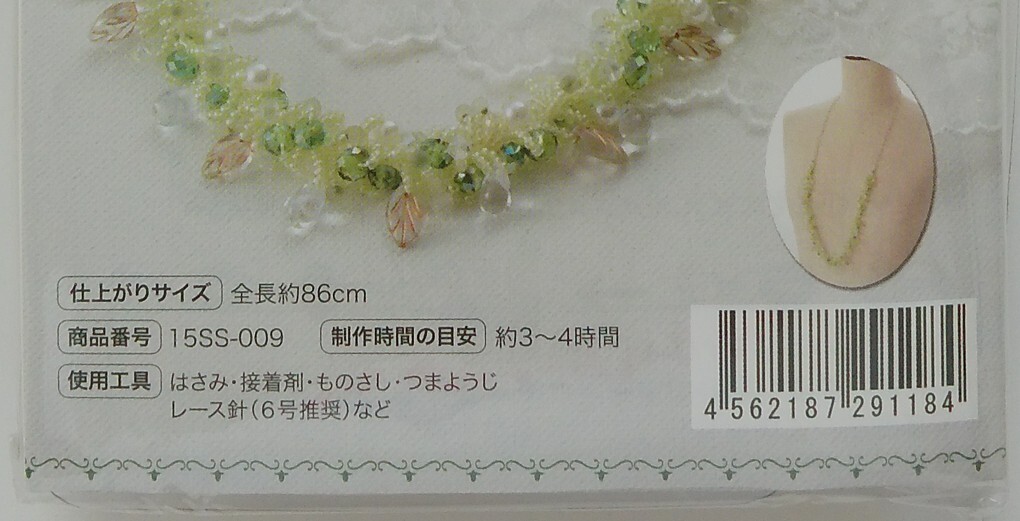 仕上がりサイズ 全長約86cm
商品番号 15SS-009 制作時間の目安 約3～4時間
使用工具 はさみ・接着剤・ものさし・つまようじ
レース針(6号推奨)など
4 562187 291184